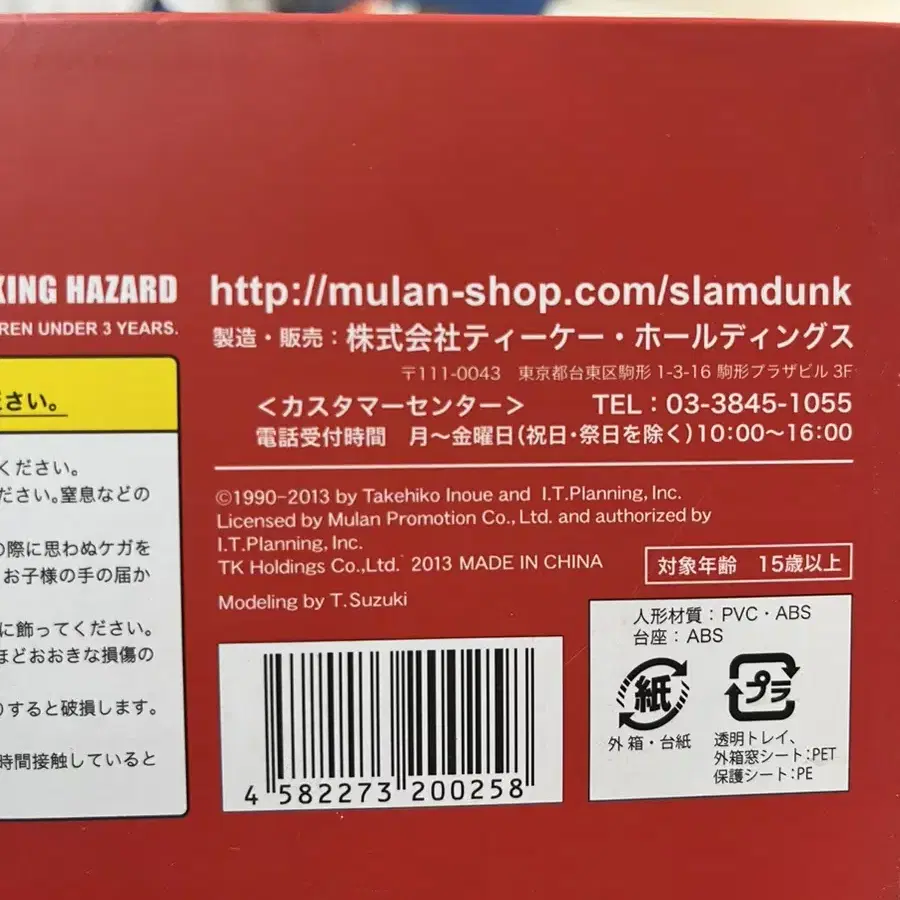 KING HAZARD
REN UNDER 3 YEARS.
さい。
ください。
ださい。窒息などの
の際に思わぬケガを
お子様の手の届か
に飾ってください。
ほどおおきな損傷の
りすると破損します。
時間接触していると
http://mulan-shop.com/slamdunk
製造・販売：株式会社ティーケー・ホールディングス
〒111-0043 東京都台東区駒形 1-3-16 駒形プラザビル 3F
＜カスタマーセンター＞ TEL：03-3845-1055
電話受付時間 月～金曜日(祝日・祭日を除く)10:00～16:00
©1990-2013 by Takehiko Inoue and I.T.Planning, Inc.
Licensed by Mulan Promotion Co., Ltd. and authorized by
I.T.Planning, Inc.
TK Holdings Co.,Ltd. 2013 MADE IN CHINA
対象年齢 15歳以上
Modeling by T.Suzuki
4 582273 200258
人形材質：PVC・ABS
台座：ABS
紙
外箱・台紙
プラ
透明トレイ、
外箱窓シート：PET
保護シート：PE